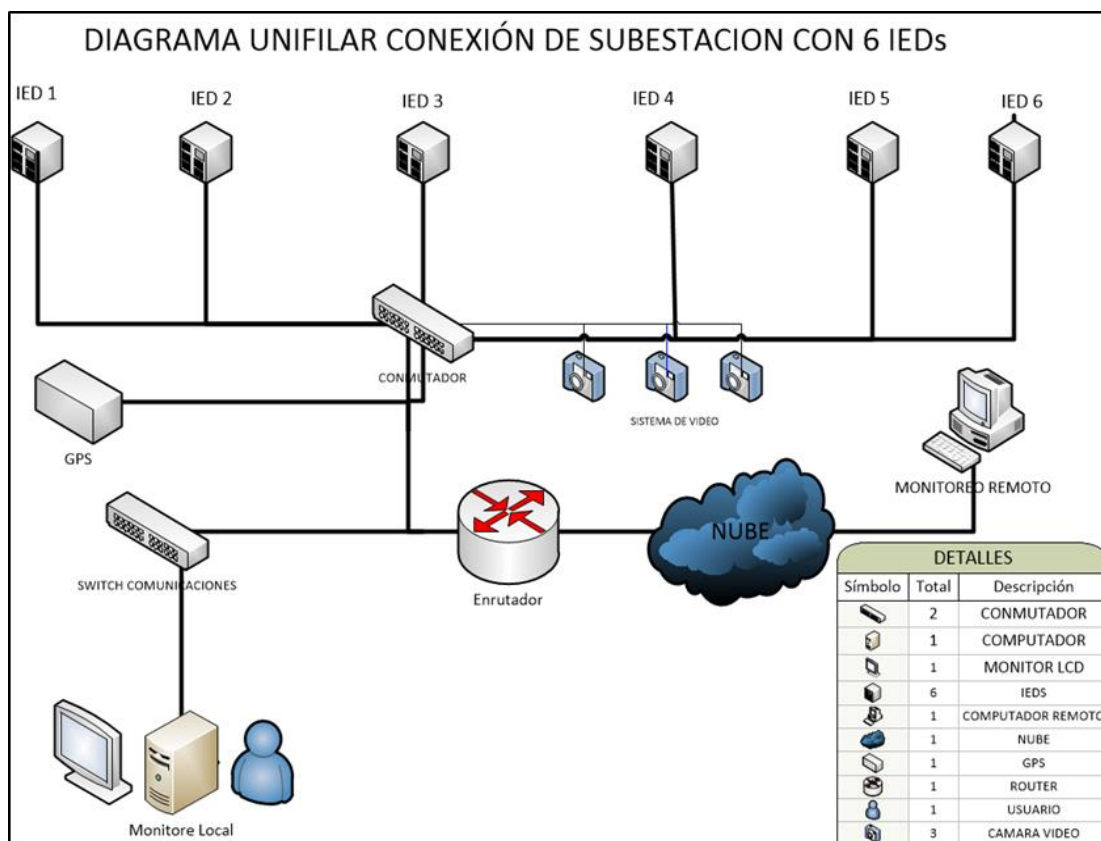 DIAGRAMA UNIFILAR CONEXIÓN DE SUBESTACION CON 6 IEDs
IED 1
IED 2
IED 3
IED 4
IED 5
IED 6
CONMUTADOR
SISTEMA DE VIDEO
GPS
MONITOREO REMOTO
SWITCH COMUNICACIONES
Enrutador
NUBE
Monitore Local
DETALLES
Símbolo Total Descripción
2 CONMUTADOR
1 COMPUTADOR
1 MONITOR LCD
6 IEDS
1 COMPUTADOR REMOTO
1 NUBE
1 GPS
1 ROUTER
1 USUARIO
3 CAMARA VIDEO